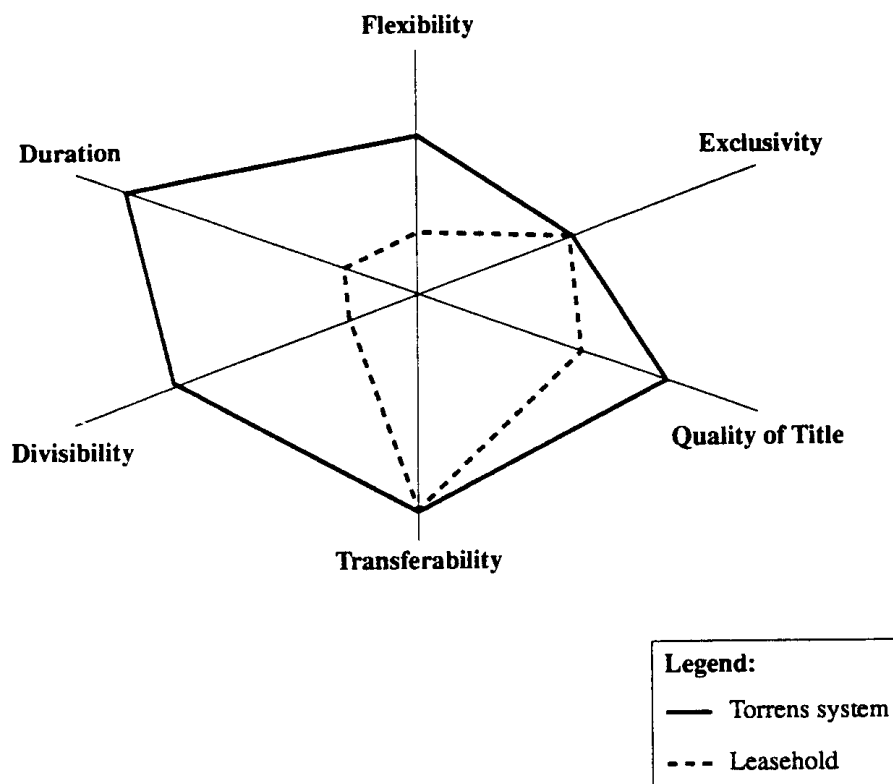 Flexibility
Exclusivity
Duration
Quality of Title
Divisibility
Transferability
Legend:
Torrens system
Leasehold